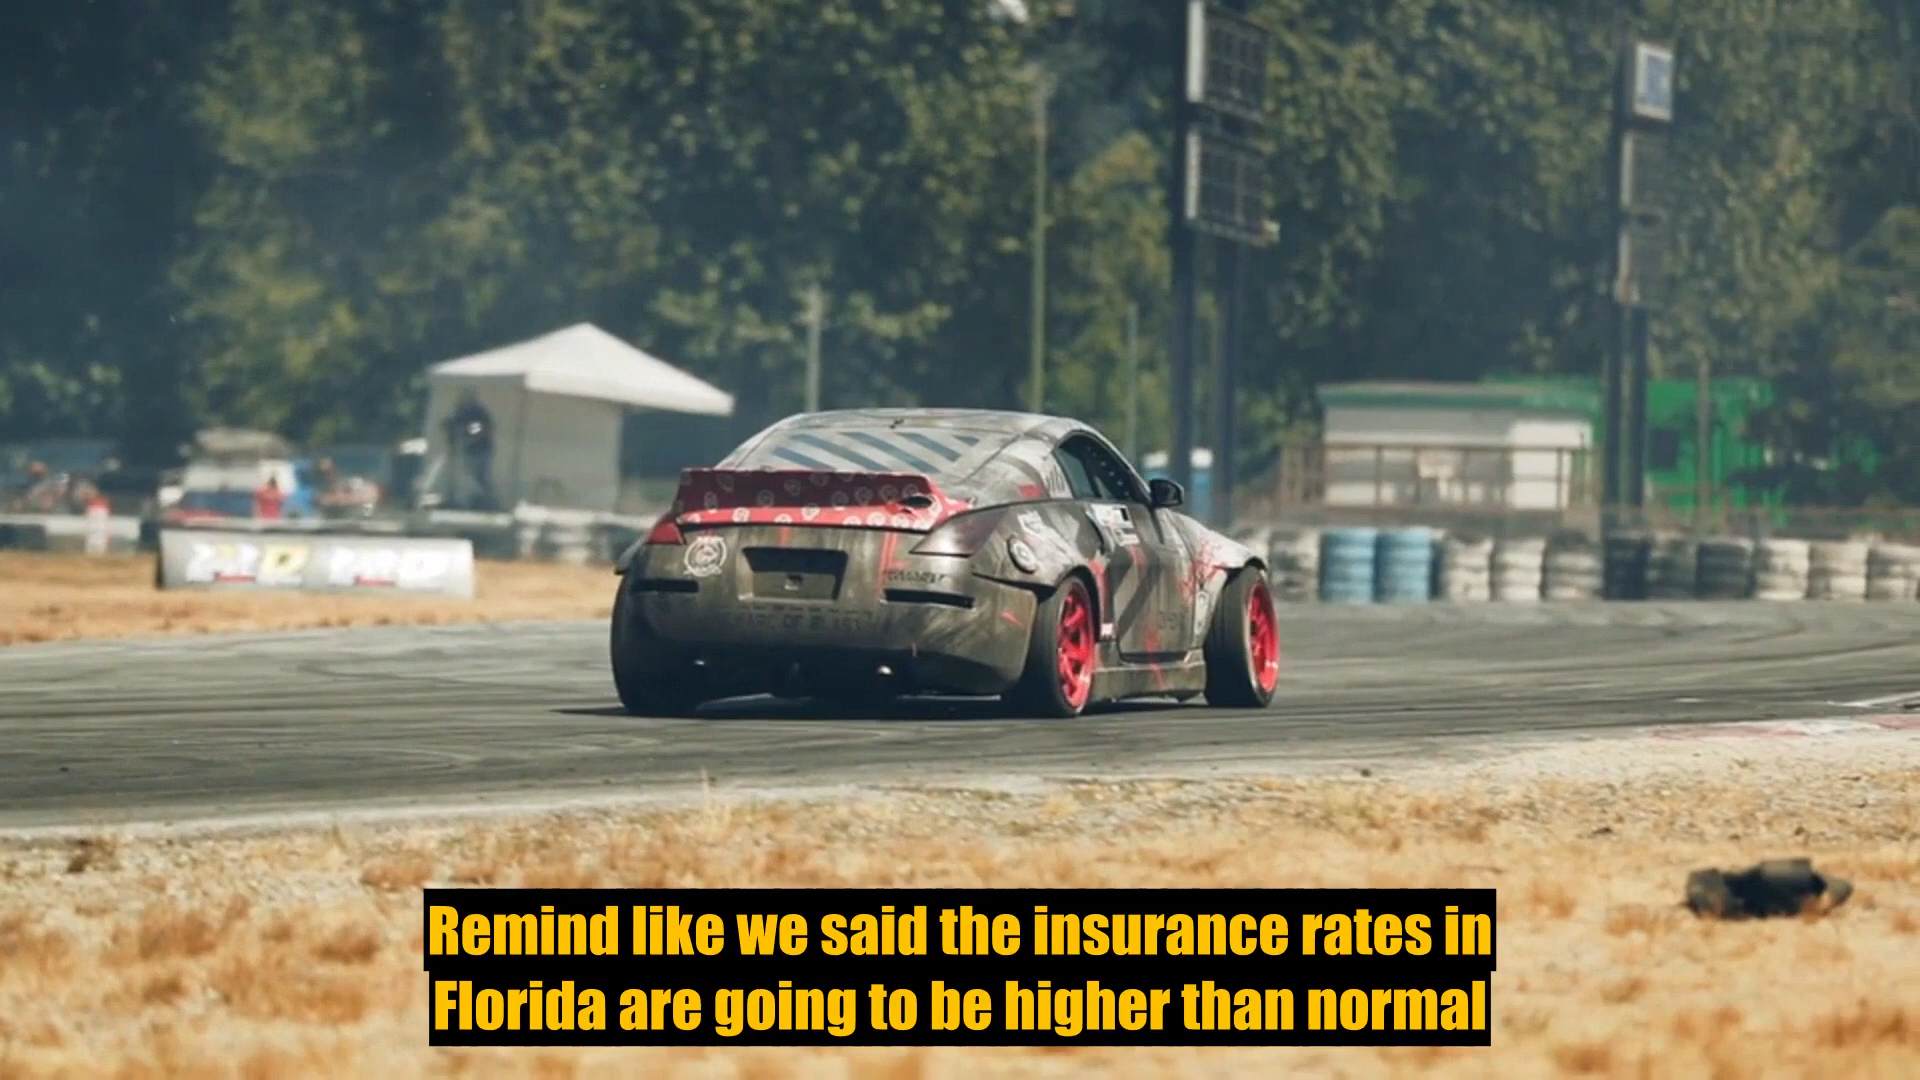 Remind like we said the insurance rates in
Florida are going to be higher than normal